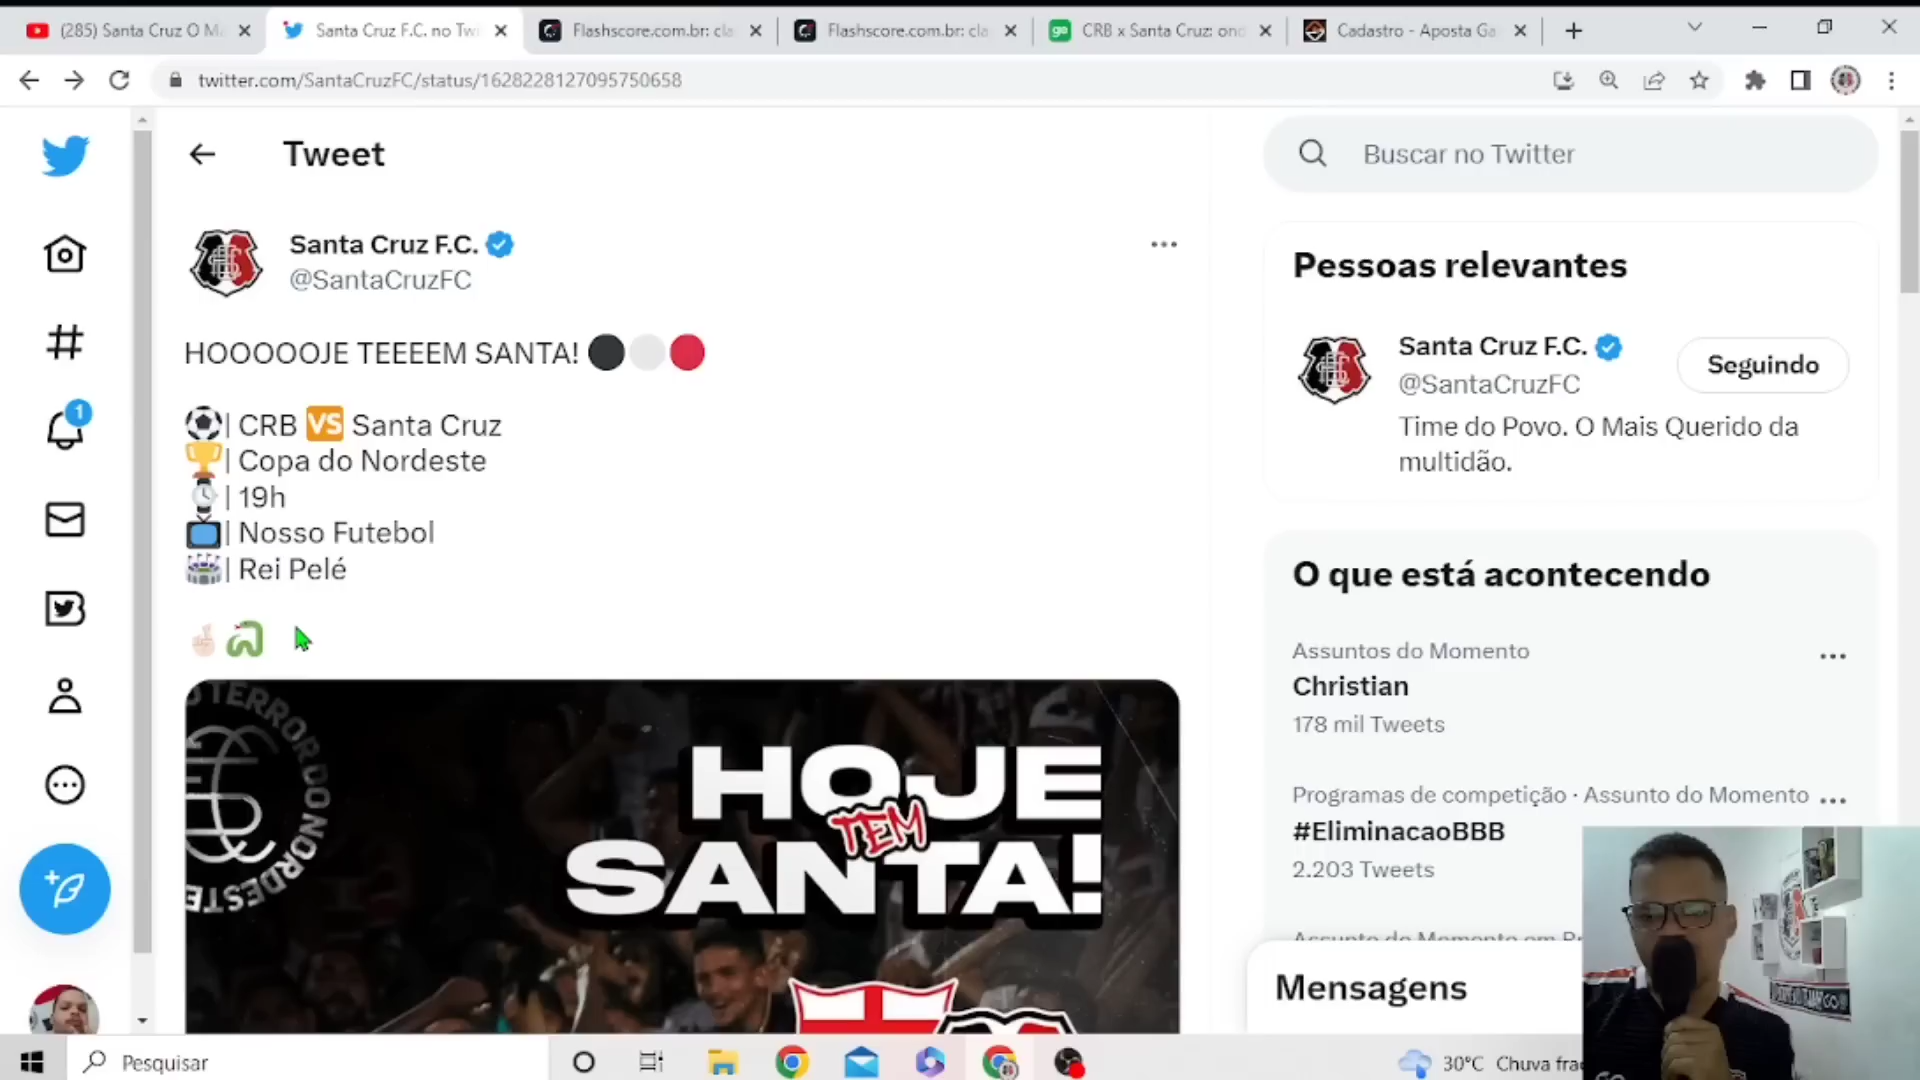 (285) Santa Cruz O Ma
Santa Cruz F.C. no Twi
Flashscore.com.br: cla
Flashscore.com.br: cla
ge
CRB x Santa Cruz: ond
Cadastro - Aposta Ga
twitter.com/SantaCruzFC/status/1628228127095750658
Tweet
Santa Cruz F.C.
@SantaCruzFC
HOOOOOJE TEEEEM SANTA!
| CRB VS Santa Cruz
| Copa do Nordeste
| 19h
| Nosso Futebol
| Rei Pelé
TERROR DO NORDESTE
HOJE
TEM
SANTA!
1
Buscar no Twitter
Pessoas relevantes
Santa Cruz F.C.
@SantaCruzFC
Seguindo
Time do Povo. O Mais Querido da
multidão.
O que está acontecendo
Assuntos do Momento
Christian
178 mil Tweets
Programas de competição · Assunto do Momento
#EliminacaoBBB
2.203 Tweets
Assunto do Momento em
Mensagens
Pesquisar
30°C Chuva fra